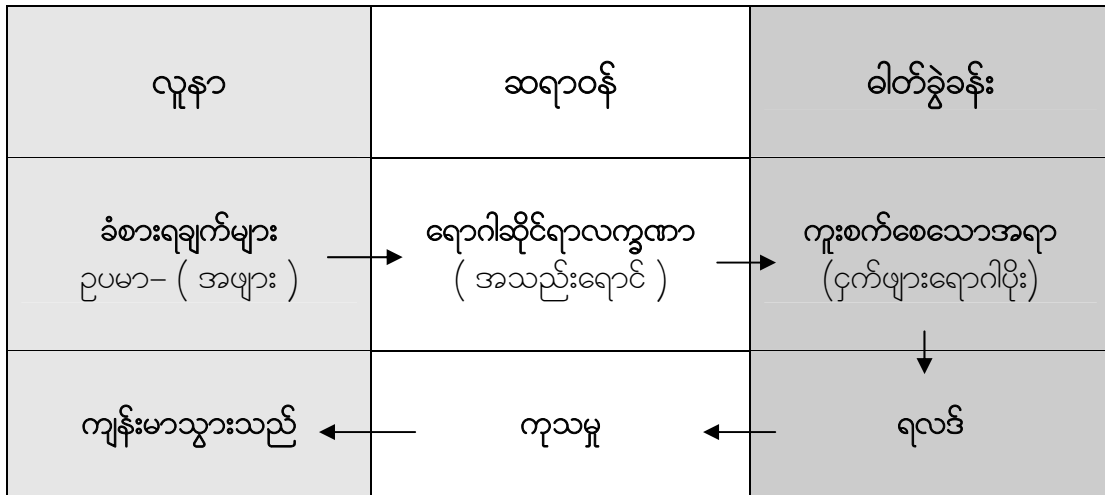 လူနာ
ဆရာဝန်
ဓါတ်ခွဲခန်း
ခံစားရချက်များ
ဥပမာ– ( အဖျား )
ရောဂါဆိုင်ရာလက္ခဏာ
( အသည်းရောင် )
ကူးစက်စေသောအရာ
(ငှက်ဖျားရောဂါပိုး)
ကျန်းမာသွားသည်
ကုသမှု
ရလဒ်